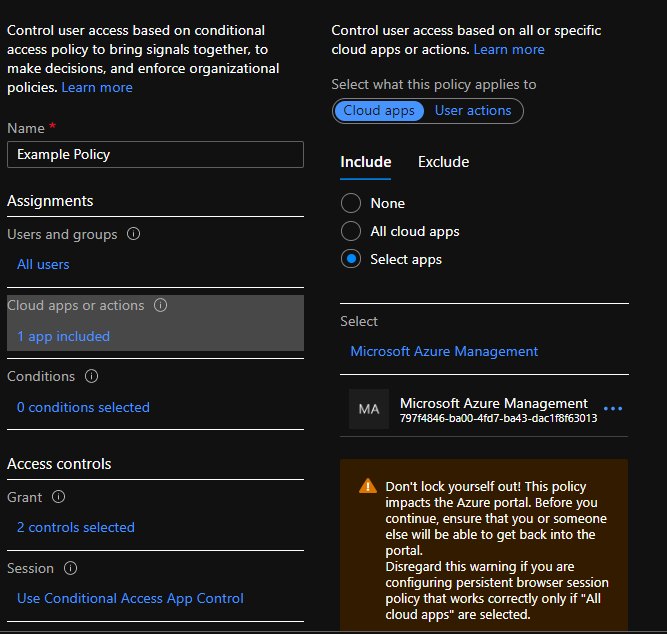 Control user access based on conditional
access policy to bring signals together, to
make decisions, and enforce organizational
policies. Learn more
Name *
Example Policy
Assignments
Users and groups
All users
Cloud apps or actions
1 app included
Conditions
0 conditions selected
Access controls
Grant
2 controls selected
Session
Use Conditional Access App Control
Control user access based on all or specific
cloud apps or actions. Learn more
Select what this policy applies to
Cloud apps User actions
Include Exclude
None
All cloud apps
Select apps
Select
Microsoft Azure Management
MA
Microsoft Azure Management
797f4846-ba00-4fd7-ba43-dac1f8f63013
Don't lock yourself out! This policy
impacts the Azure portal. Before you
continue, ensure that you or someone
else will be able to get back into the
portal.
Disregard this warning if you are
configuring persistent browser session
policy that works correctly only if "All
cloud apps" are selected.